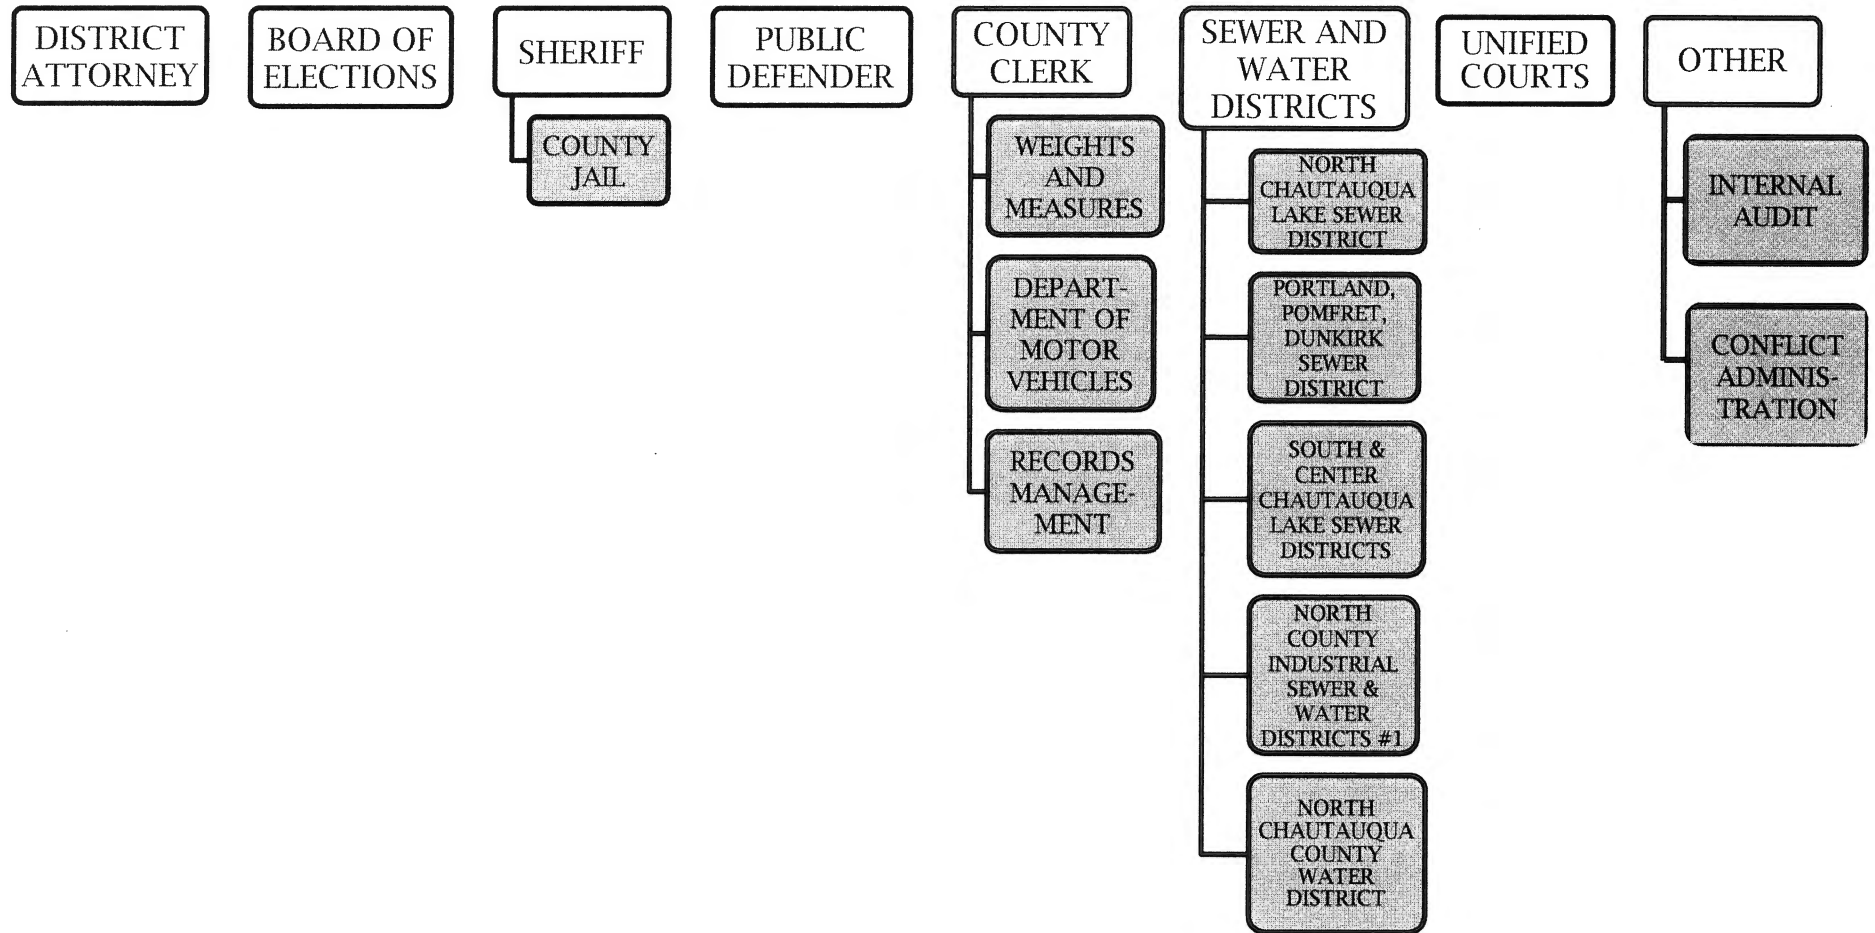 DISTRICT
ATTORNEY
BOARD OF
ELECTIONS
SHERIFF
COUNTY
JAIL
PUBLIC
DEFENDER
COUNTY
CLERK
WEIGHTS
AND
MEASURES
DEPART-
MENT OF
MOTOR
VEHICLES
RECORDS
MANAGE-
MENT
SEWER AND
WATER
DISTRICTS
NORTH
CHAUTAUQUA
LAKE SEWER
DISTRICT
PORTLAND,
POMFRET,
DUNKIRK
SEWER
DISTRICT
SOUTH &
CENTER
CHAUTAUQUA
LAKE SEWER
DISTRICTS
NORTH
COUNTY
INDUSTRIAL
SEWER &
WATER
DISTRICTS #1
NORTH
CHAUTAUQUA
COUNTY
WATER
DISTRICT
UNIFIED
COURTS
OTHER
INTERNAL
AUDIT
CONFLICT
ADMINIS-
TRATION